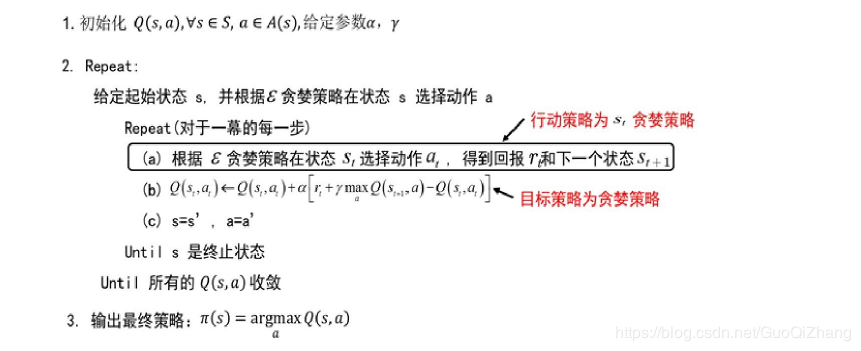 1.初始化 Q(s,a),∀s∈S, a∈A(s),给定参数α，γ
2. Repeat:
给定起始状态 s, 并根据ε贪婪策略在状态 s 选择动作 a
Repeat(对于一幕的每一步)
行动策略为 s_t 贪婪策略
(a) 根据 ε 贪婪策略在状态 s_t 选择动作 a_t , 得到回报 r_t和下一个状态 s_{t+1}
(b) Q(s_t,a_t)←Q(s_t,a_t)+α[r_t+γ max_a Q(s_{t+1},a)−Q(s_t,a_t)]
目标策略为贪婪策略
(c) s=s' , a=a'
Until s 是终止状态
Until 所有的 Q(s,a) 收敛
3. 输出最终策略：π(s)=argmax_a Q(s,a)
https://blog.csdn.net/GuoQiZhang